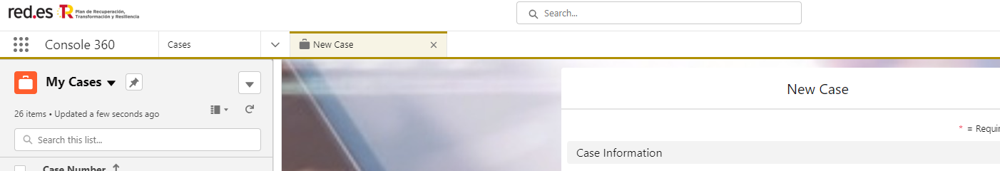 red.es
Plan de Recuperación,
Transformación y Resiliencia
Search...
Console 360
Cases
New Case
My Cases
26 items • Updated a few seconds ago
Search this list...
Case Number
New Case
* = Requir
Case Information